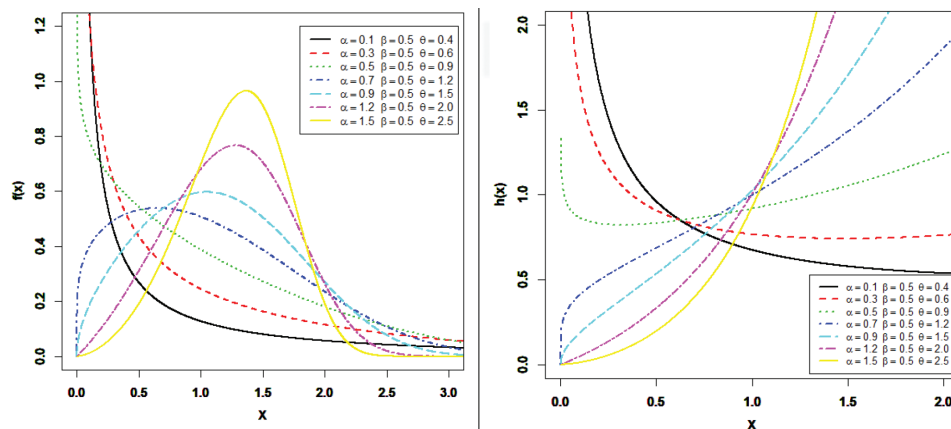 f(x)
1.2
1.0
0.8
0.6
0.4
0.2
0.0
α = 0.1 β = 0.5 θ = 0.4
α = 0.3 β = 0.5 θ = 0.6
α = 0.5 β = 0.5 θ = 0.9
α = 0.7 β = 0.5 θ = 1.2
α = 0.9 β = 0.5 θ = 1.5
α = 1.2 β = 0.5 θ = 2.0
α = 1.5 β = 0.5 θ = 2.5
0.0 0.5 1.0 1.5 2.0 2.5 3.0
X
h(x)
2.0
1.5
1.0
0.5
0.0
α = 0.1 β = 0.5 θ = 0.4
α = 0.3 β = 0.5 θ = 0.6
α = 0.5 β = 0.5 θ = 0.9
α = 0.7 β = 0.5 θ = 1.2
α = 0.9 β = 0.5 θ = 1.5
α = 1.2 β = 0.5 θ = 2.0
α = 1.5 β = 0.5 θ = 2.5
0.0 0.5 1.0 1.5 2.0
X